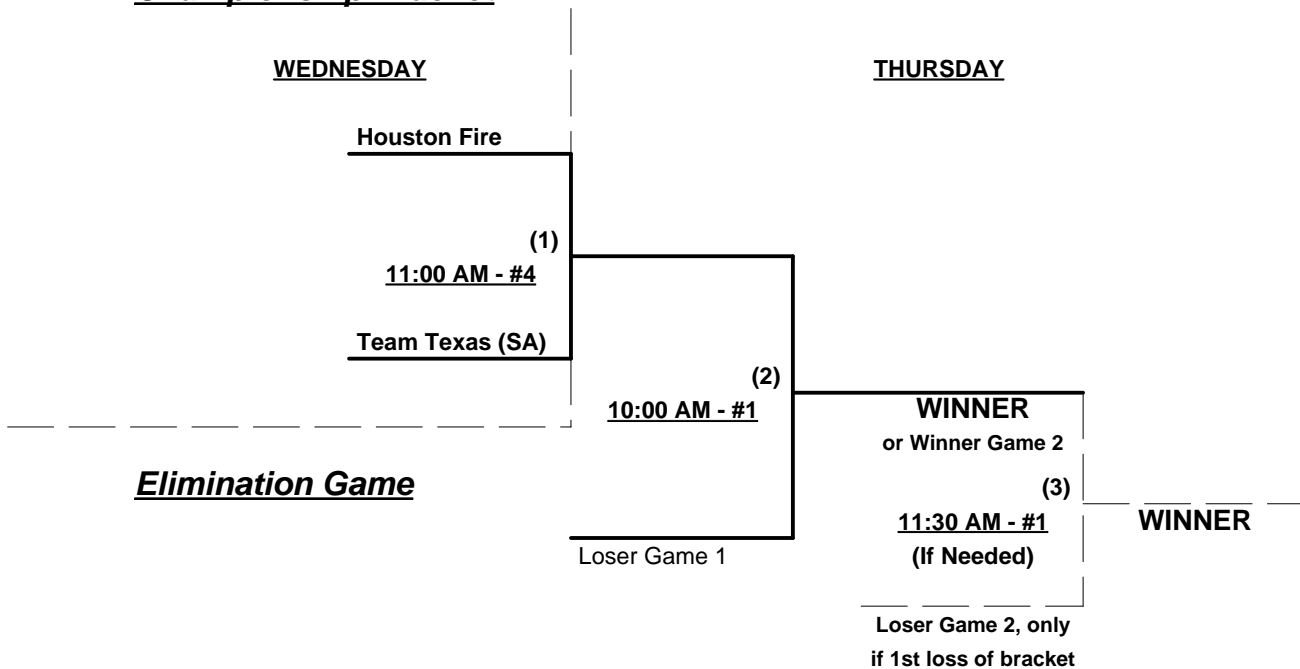 WEDNESDAY
THURSDAY
Houston Fire
(1)
11:00 AM - #4
Team Texas (SA)
(2)
10:00 AM - #1
WINNER
or Winner Game 2
Elimination Game
(3)
11:30 AM - #1
WINNER
(If Needed)
Loser Game 1
Loser Game 2, only
if 1st loss of bracket